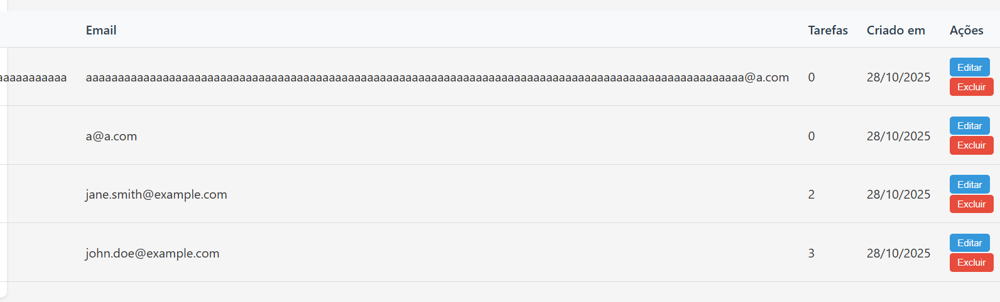 Email Tarefas Criado em Ações
aaaaaaaaaaa aaaaaaaaaaaaaaaaaaaaaaaaaaaaaaaaaaaaaaaaaaaaaaaaaaaaaaaaaaaaaaaaaaaaaaaaaaaaaaaaaaaaaaaaaaaaaaaaaaaaaaa@a.com 0 28/10/2025 Editar
Excluir
a@a.com 0 28/10/2025 Editar
Excluir
jane.smith@example.com 2 28/10/2025 Editar
Excluir
john.doe@example.com 3 28/10/2025 Editar
Excluir